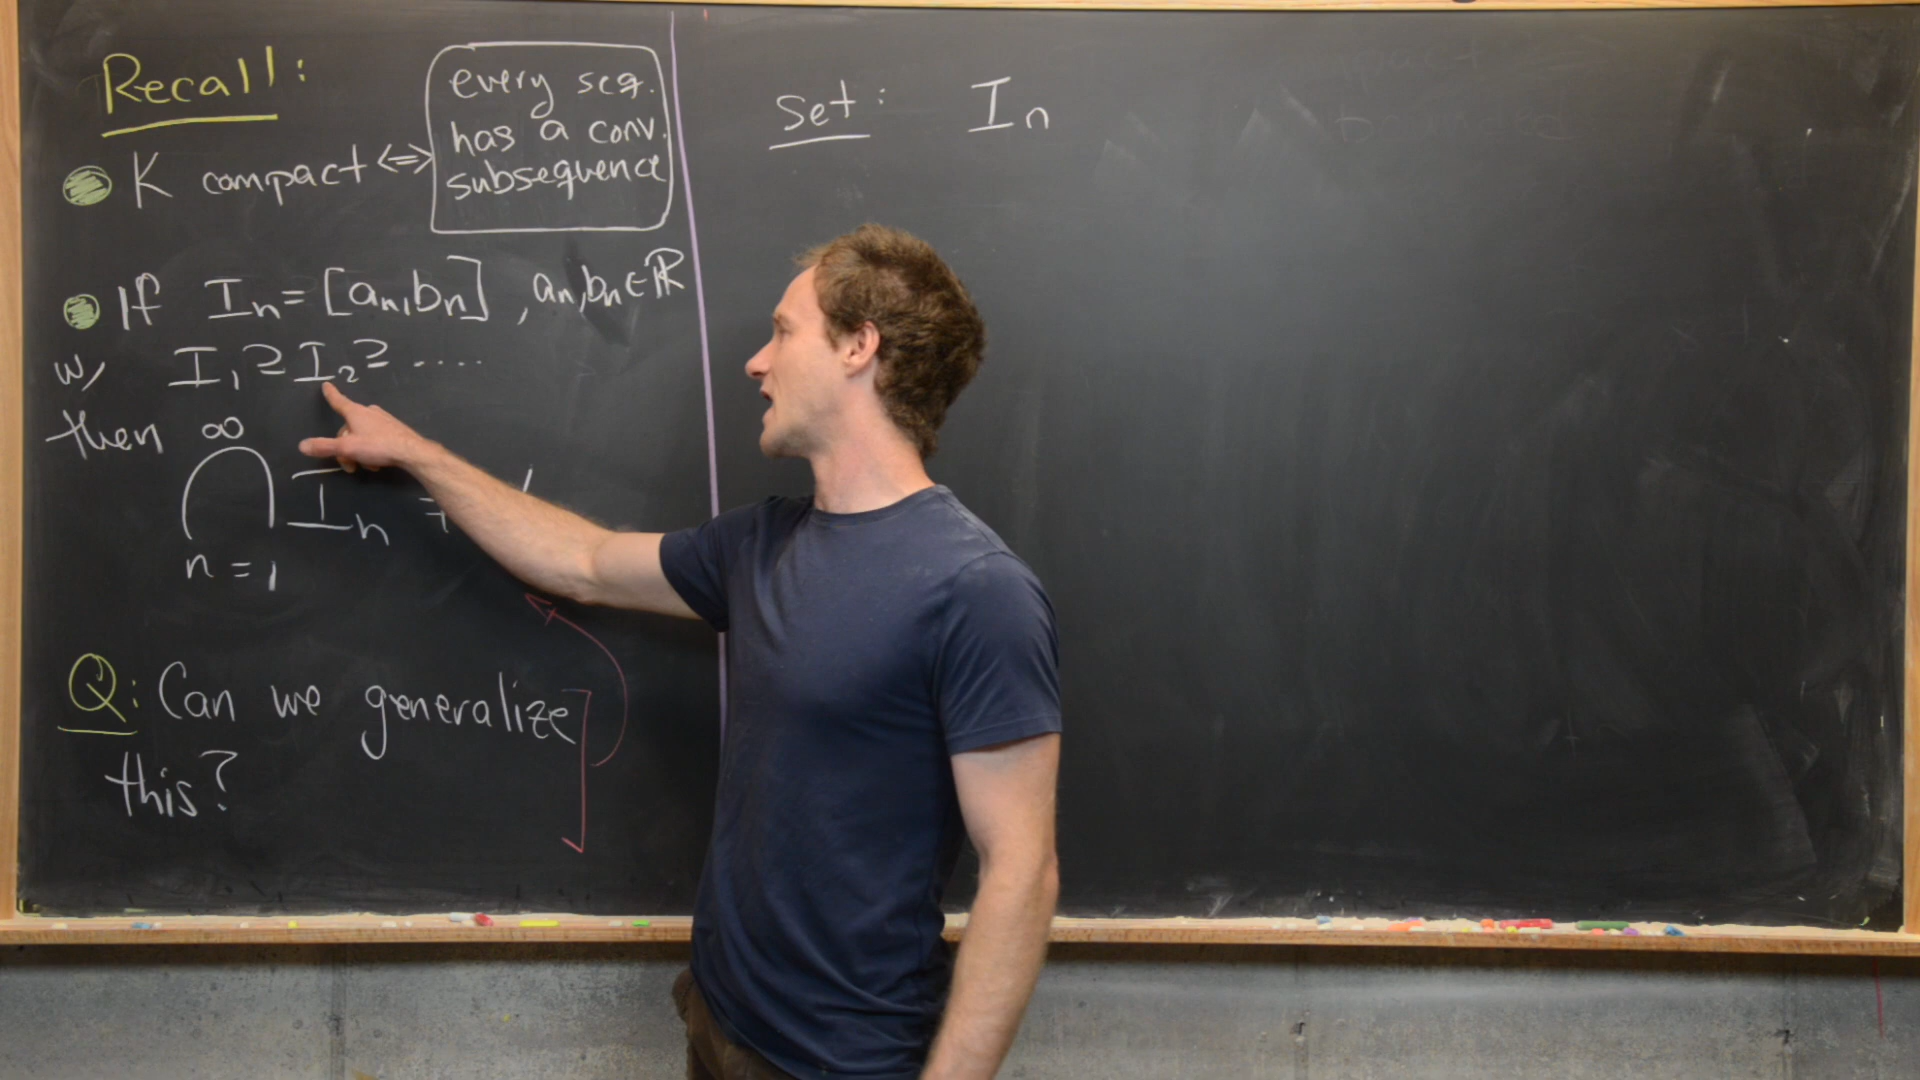 Recall:
• K compact <=> every seq.
has a conv.
subsequence
• If Iₙ = [aₙ, bₙ], aₙ, bₙ ∈ ℝ
w/ I₁ ⊇ I₂ ⊇ ....
then
∞
⋂ Iₙ ≠
n = 1
Q: Can we generalize
this?
Set: Iₙ